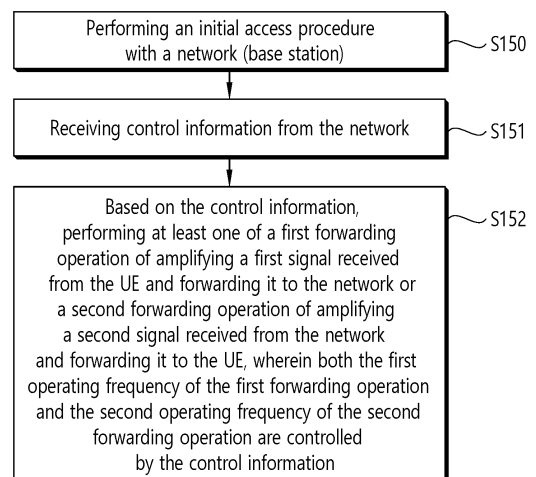 Performing an initial access procedure
with a network (base station)
S150
Receiving control information from the network
S151
Based on the control information,
performing at least one of a first forwarding
operation of amplifying a first signal received
from the UE and forwarding it to the network or
a second forwarding operation of amplifying
a second signal received from the network
and forwarding it to the UE, wherein both the first
operating frequency of the first forwarding operation
and the second operating frequency of the second
forwarding operation are controlled
by the control information
S152